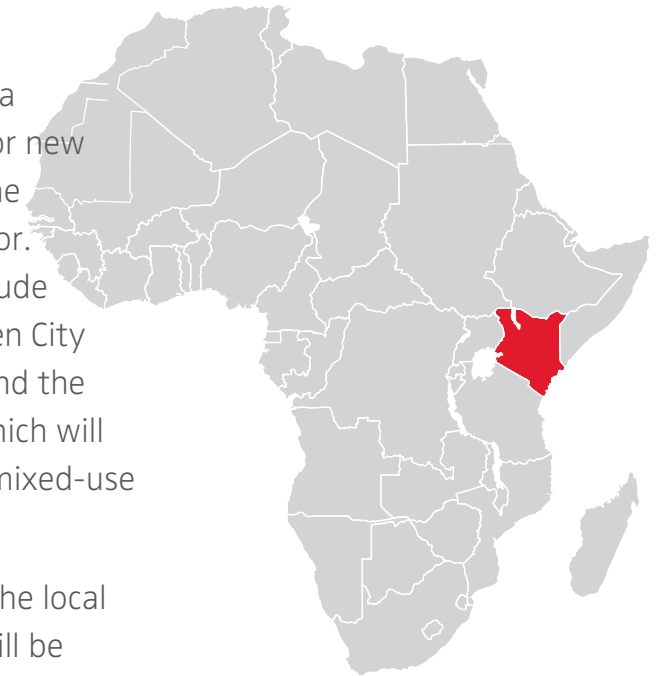 a
or new
he
or.
ude
en City
nd the
hich will
mixed-use
he local
ill be